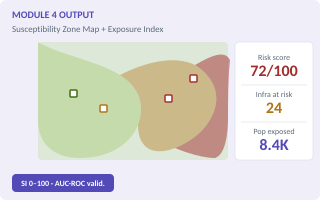 MODULE 4 OUTPUT
Susceptibility Zone Map + Exposure Index
Risk score
72/100
Infra at risk
24
Pop exposed
8.4K
SI 0–100 · AUC-ROC valid.